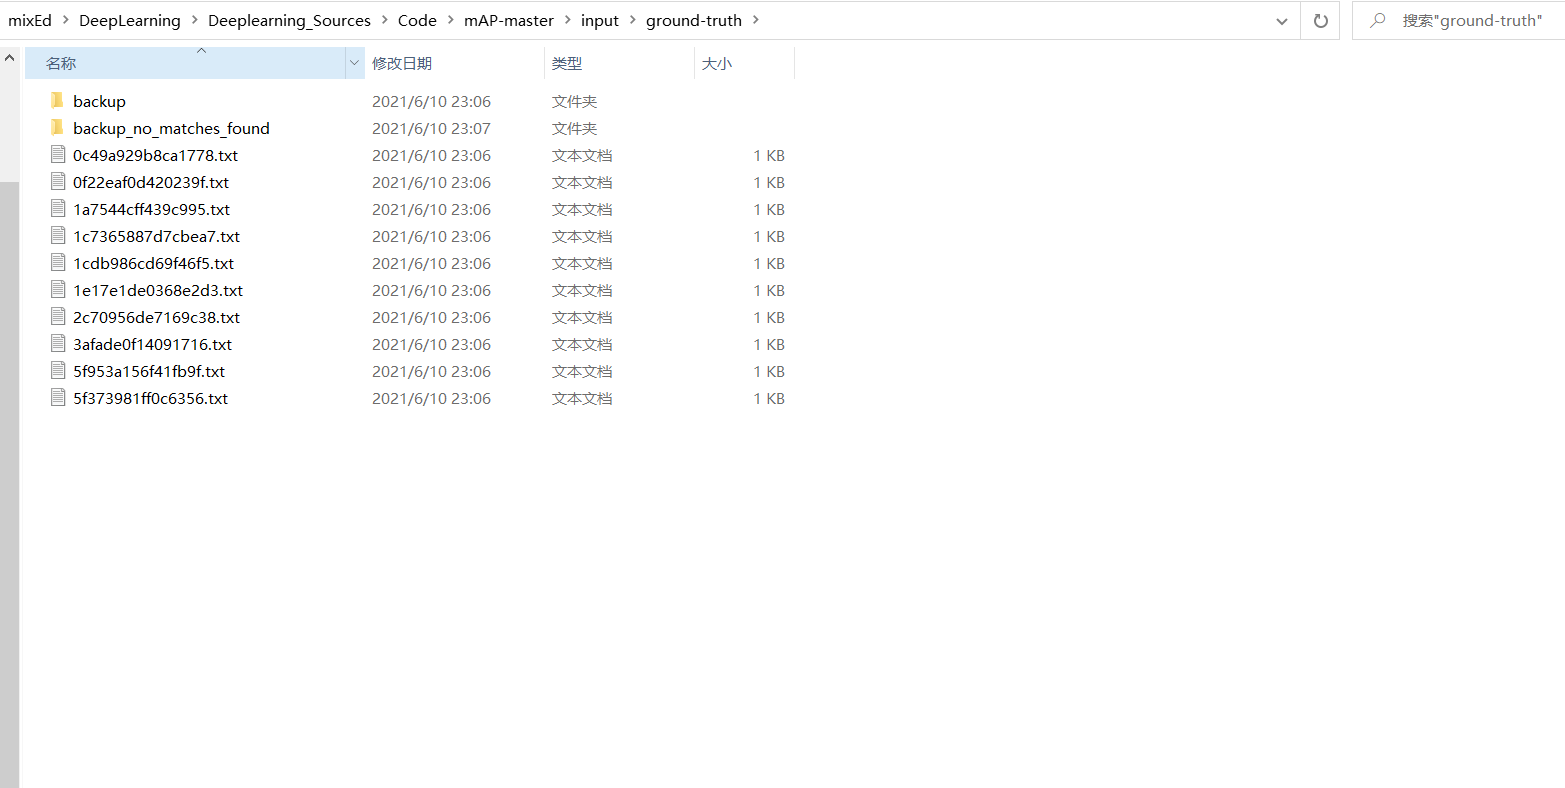 mixEd > DeepLearning > Deeplearning_Sources > Code > mAP-master > input > ground-truth > 搜索"ground-truth"
名称 修改日期 类型 大小
backup 2021/6/10 23:06 文件夹
backup_no_matches_found 2021/6/10 23:07 文件夹
0c49a929b8ca1778.txt 2021/6/10 23:06 文本文档 1 KB
0f22eaf0d420239f.txt 2021/6/10 23:06 文本文档 1 KB
1a7544cff439c995.txt 2021/6/10 23:06 文本文档 1 KB
1c7365887d7cbea7.txt 2021/6/10 23:06 文本文档 1 KB
1cdb986cd69f46f5.txt 2021/6/10 23:06 文本文档 1 KB
1e17e1de0368e2d3.txt 2021/6/10 23:06 文本文档 1 KB
2c70956de7169c38.txt 2021/6/10 23:06 文本文档 1 KB
3afade0f14091716.txt 2021/6/10 23:06 文本文档 1 KB
5f953a156f41fb9f.txt 2021/6/10 23:06 文本文档 1 KB
5f373981ff0c6356.txt 2021/6/10 23:06 文本文档 1 KB